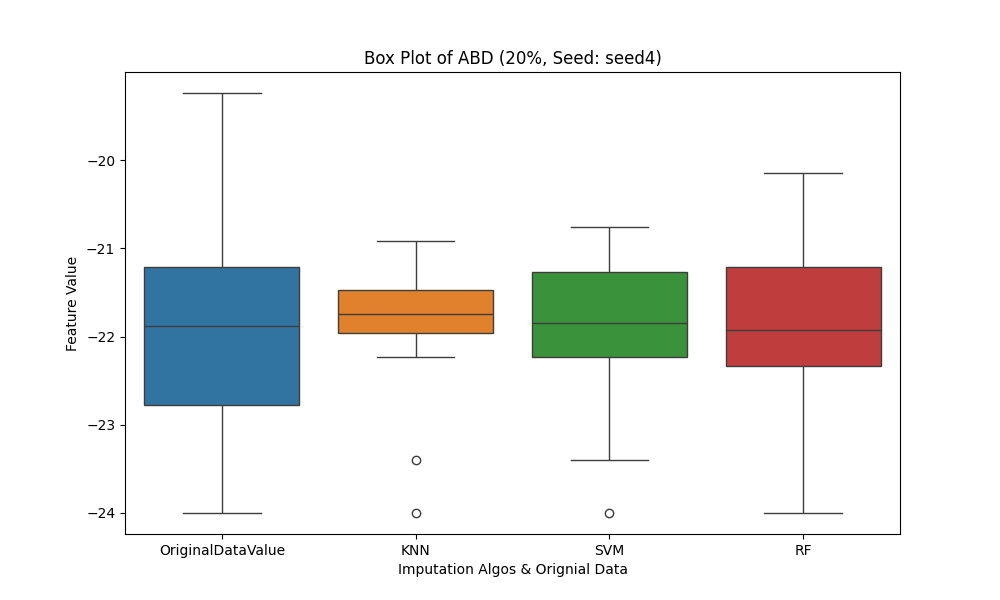 Box Plot of ABD (20%, Seed: seed4)
Feature Value
−20
−21
−22
−23
−24
OriginalDataValue KNN SVM RF
Imputation Algos & Orignial Data